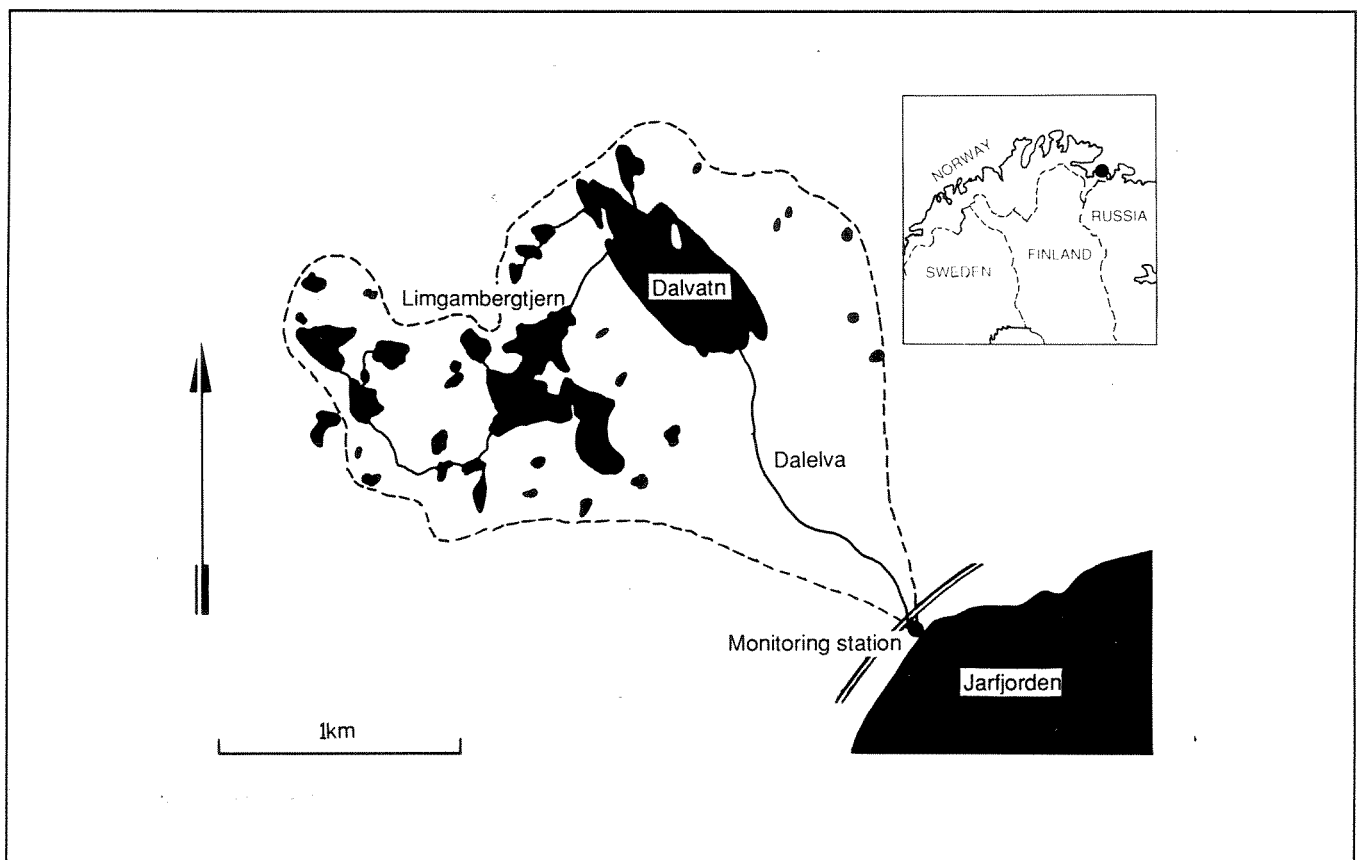 NORWAY
RUSSIA
FINLAND
SWEDEN
Limgambergtjern
Dalvatn
Dalelva
Monitoring station
Jarfjorden
1km